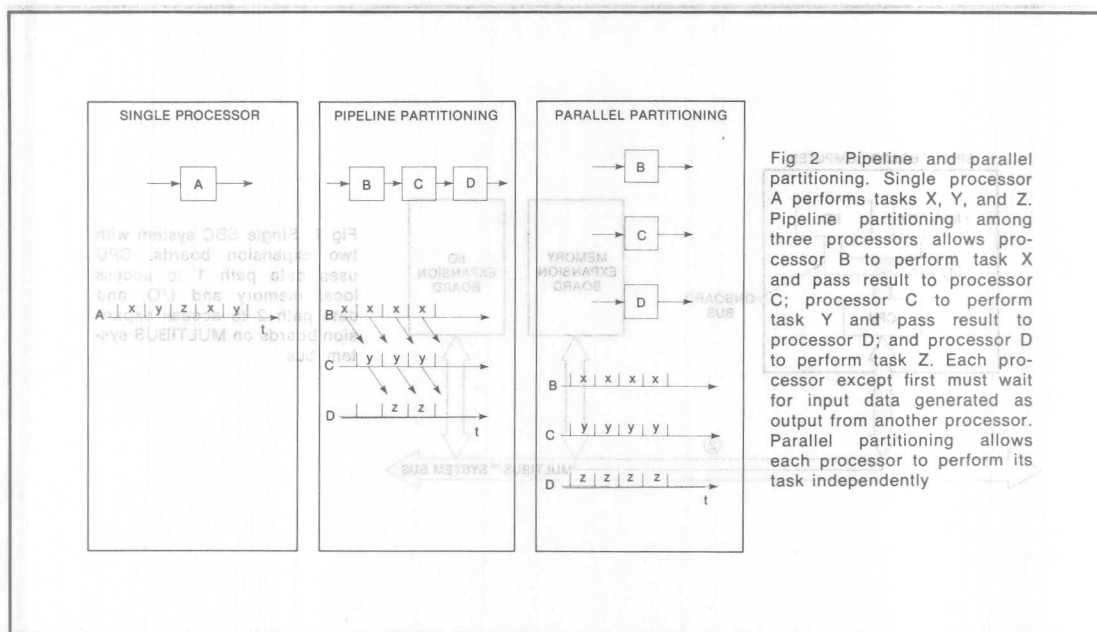 SINGLE PROCESSOR
A
A x y z x y
t
PIPELINE PARTITIONING
B C D
B x x x x
C y y y
D z z
t
PARALLEL PARTITIONING
B
C
D
B x x x x
C y y y y
D z z z z
t
Fig 2 Pipeline and parallel
partitioning. Single processor
A performs tasks X, Y, and Z.
Pipeline partitioning among
three processors allows pro-
cessor B to perform task X
and pass result to processor
C; processor C to perform
task Y and pass result to
processor D; and processor D
to perform task Z. Each pro-
cessor except first must wait
for input data generated as
output from another processor.
Parallel partitioning allows
each processor to perform its
task independently